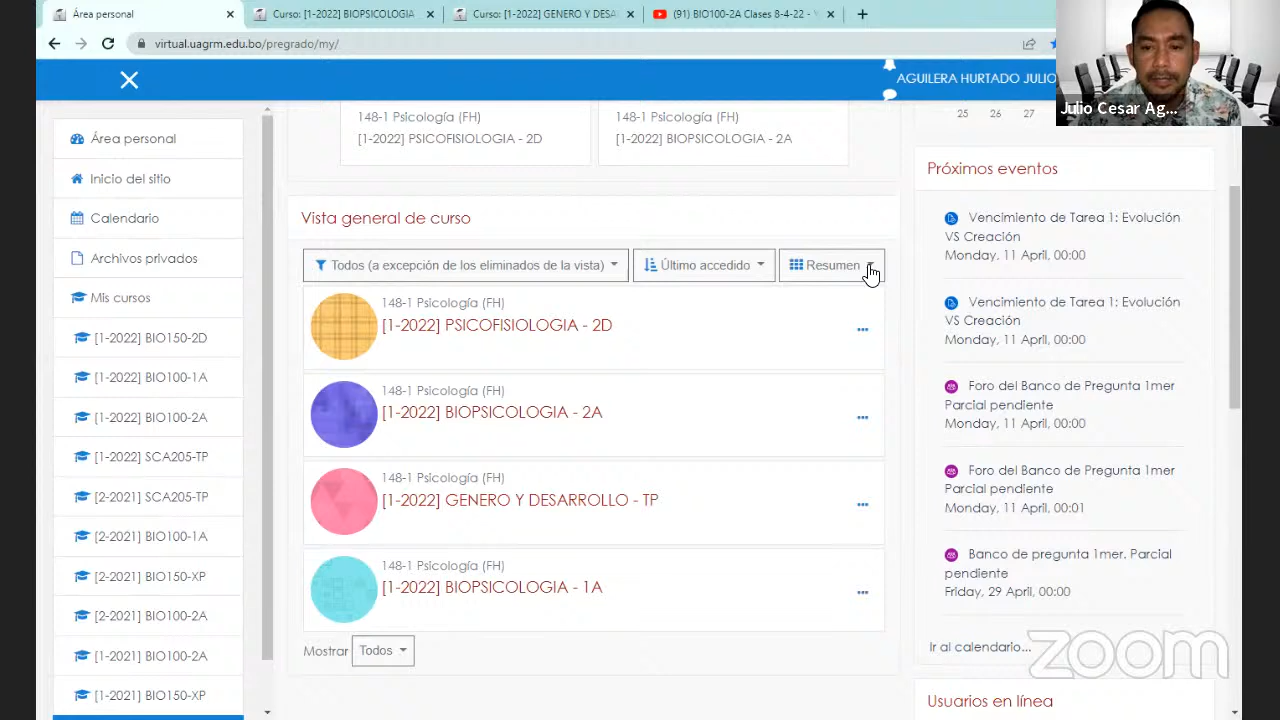 Área personal
Curso: [1-2022] BIOPSICOLOGIA
Curso: [1-2022] GENERO Y DESA
(91) BIO100-2A Clases 8-4-22 -
virtual.uagrm.edu.bo/pregrado/my/
AGUILERA HURTADO JULIO
Julio Cesar Ag...
Área personal
Inicio del sitio
Calendario
Archivos privados
Mis cursos
[1-2022] BIO150-2D
[1-2022] BIO100-1A
[1-2022] BIO100-2A
[1-2022] SCA205-TP
[2-2021] SCA205-TP
[2-2021] BIO100-1A
[2-2021] BIO150-XP
[2-2021] BIO100-2A
[1-2021] BIO100-2A
[1-2021] BIO150-XP
148-1 Psicología (FH)
[1-2022] PSICOFISIOLOGIA - 2D
148-1 Psicología (FH)
[1-2022] BIOPSICOLOGIA - 2A
Vista general de curso
Todos (a excepción de los eliminados de la vista)
Último accedido
Resumen
148-1 Psicología (FH)
[1-2022] PSICOFISIOLOGIA - 2D
148-1 Psicología (FH)
[1-2022] BIOPSICOLOGIA - 2A
148-1 Psicología (FH)
[1-2022] GENERO Y DESARROLLO - TP
148-1 Psicología (FH)
[1-2022] BIOPSICOLOGIA - 1A
Mostrar Todos
25 26 27
Próximos eventos
Vencimiento de Tarea 1: Evolución
VS Creación
Monday, 11 April, 00:00
Vencimiento de Tarea 1: Evolución
VS Creación
Monday, 11 April, 00:00
Foro del Banco de Pregunta 1mer
Parcial pendiente
Monday, 11 April, 00:00
Foro del Banco de Pregunta 1mer
Parcial pendiente
Monday, 11 April, 00:01
Banco de pregunta 1mer. Parcial
pendiente
Friday, 29 April, 00:00
Ir al calendario...
zoom
Usuarios en línea